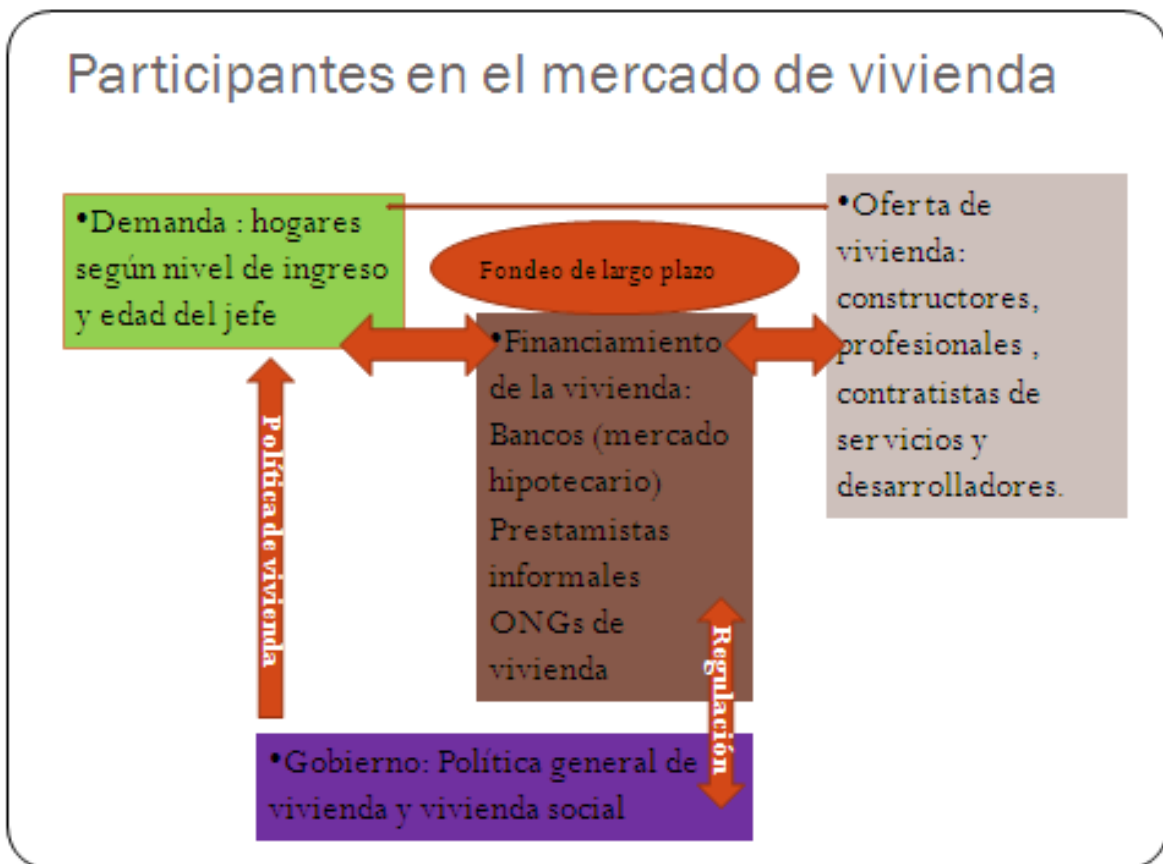 Participantes en el mercado de vivienda
•Demanda : hogares
según nivel de ingreso
y edad del jefe
Fondeo de largo plazo
•Oferta de
vivienda:
constructores,
profesionales ,
contratistas de
servicios y
desarrolladores.
•Financiamiento
de la vivienda:
Bancos (mercado
hipotecario)
Prestamistas
informales
ONGs de
vivienda
Política de vivienda
Regulación
•Gobierno: Política general de
vivienda y vivienda social